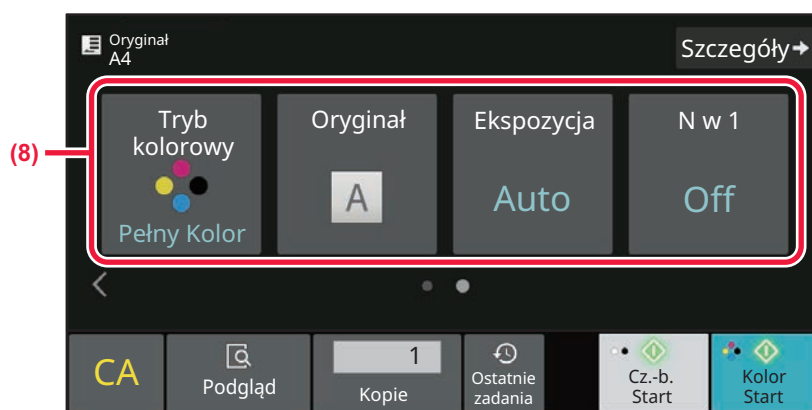 Oryginał
A4
Szczegóły
(8)
Tryb
kolorowy
Pełny Kolor
Oryginał
A
Ekspozycja
Auto
N w 1
Off
CA
Podgląd
1
Kopie
Ostatnie
zadania
Cz.-b.
Start
Kolor
Start